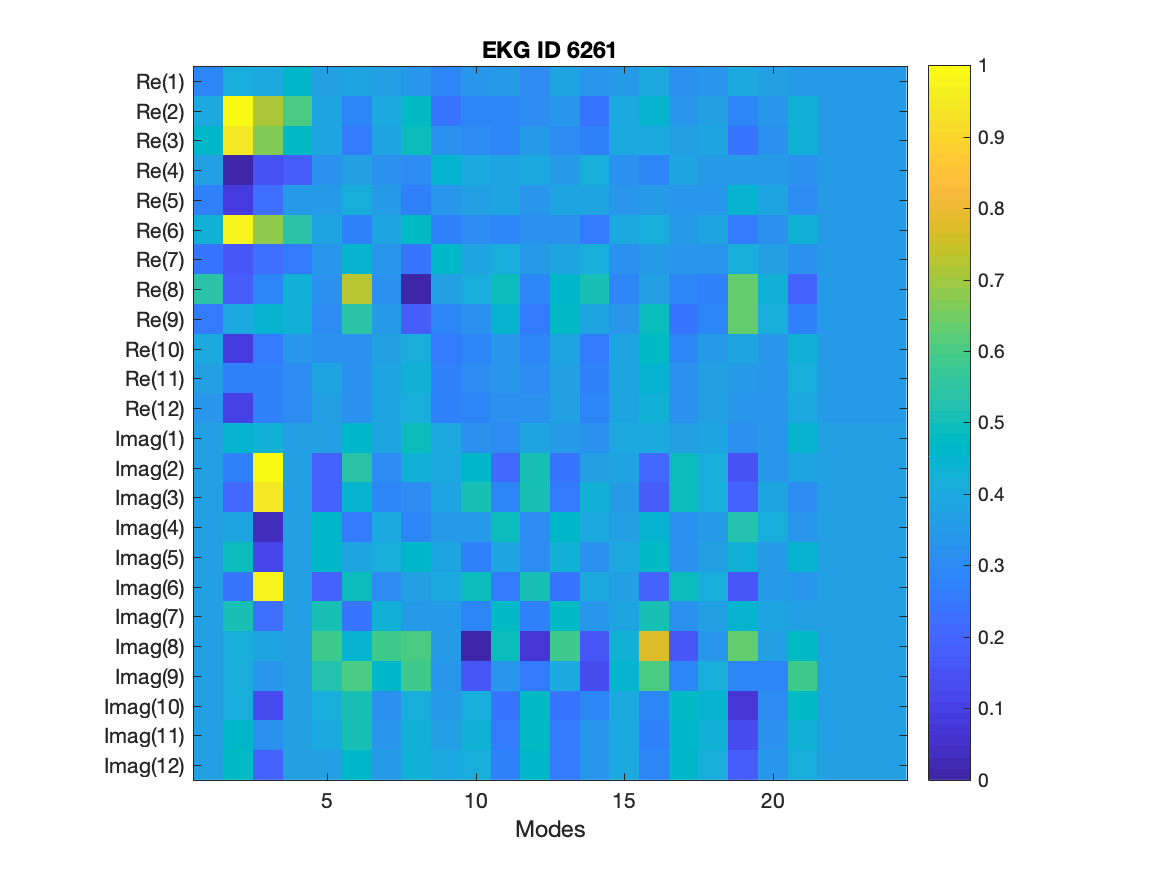 EKG ID 6261
Re(1)
Re(2)
Re(3)
Re(4)
Re(5)
Re(6)
Re(7)
Re(8)
Re(9)
Re(10)
Re(11)
Re(12)
Imag(1)
Imag(2)
Imag(3)
Imag(4)
Imag(5)
Imag(6)
Imag(7)
Imag(8)
Imag(9)
Imag(10)
Imag(11)
Imag(12)
5 10 15 20
Modes
1
0.9
0.8
0.7
0.6
0.5
0.4
0.3
0.2
0.1
0